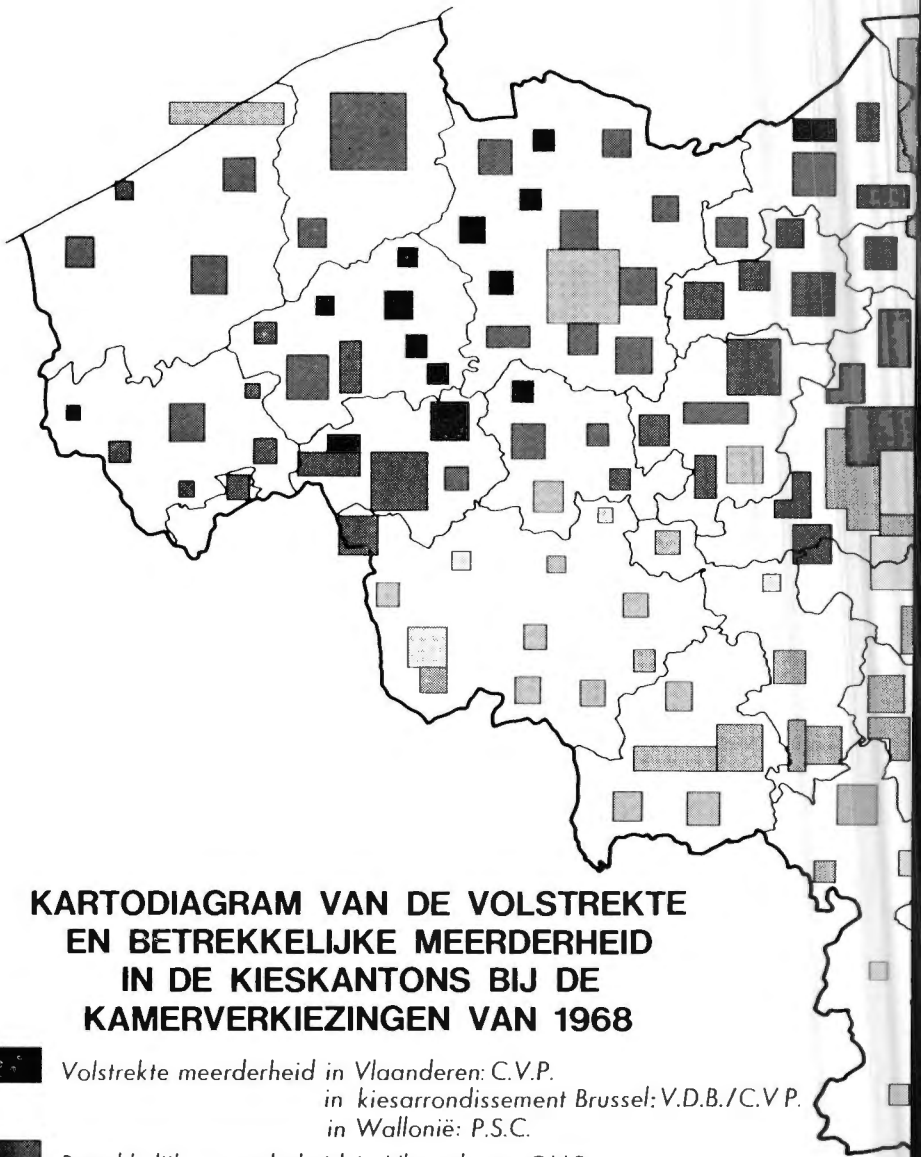 KARTODIAGRAM VAN DE VOLSTREKTE
EN BETREKKELIJKE MEERDERHEID
IN DE KIESKANTONS BIJ DE
KAMERVERKIEZINGEN VAN 1968
Volstrekte meerderheid in Vlaanderen: C.V.P.
in kiesarrondissement Brussel: V.D.B./C.V.P.
in Wallonië: P.S.C.